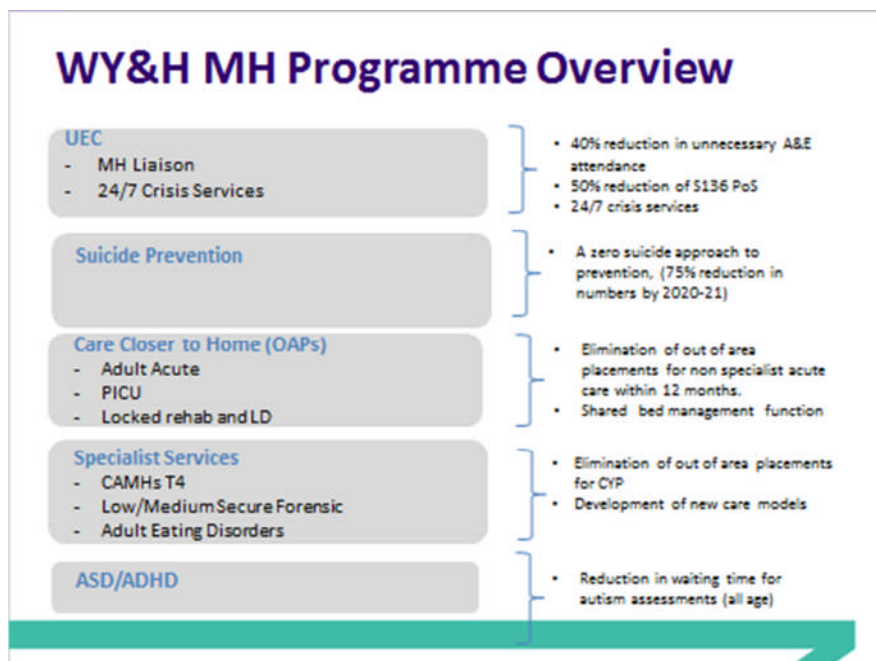 WY&H MH Programme Overview
UEC
- MH Liaison
- 24/7 Crisis Services
• 40% reduction in unnecessary A&E
attendance
• 50% reduction of S136 PoS
• 24/7 crisis services
Suicide Prevention
• A zero suicide approach to
prevention, (75% reduction in
numbers by 2020-21)
Care Closer to Home (OAPs)
- Adult Acute
- PICU
- Locked rehab and LD
• Elimination of out of area
placements for non specialist acute
care within 12 months.
• Shared bed management function
Specialist Services
- CAMHs T4
- Low/Medium Secure Forensic
- Adult Eating Disorders
• Elimination of out of area placements
for CYP
• Development of new care models
ASD/ADHD
• Reduction in waiting time for
autism assessments (all age)